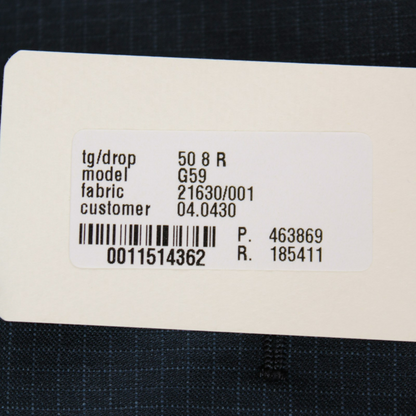 tg/drop 50 8 R
model G59
fabric 21630/001
customer 04.0430
P. 463869
0011514362 R. 185411